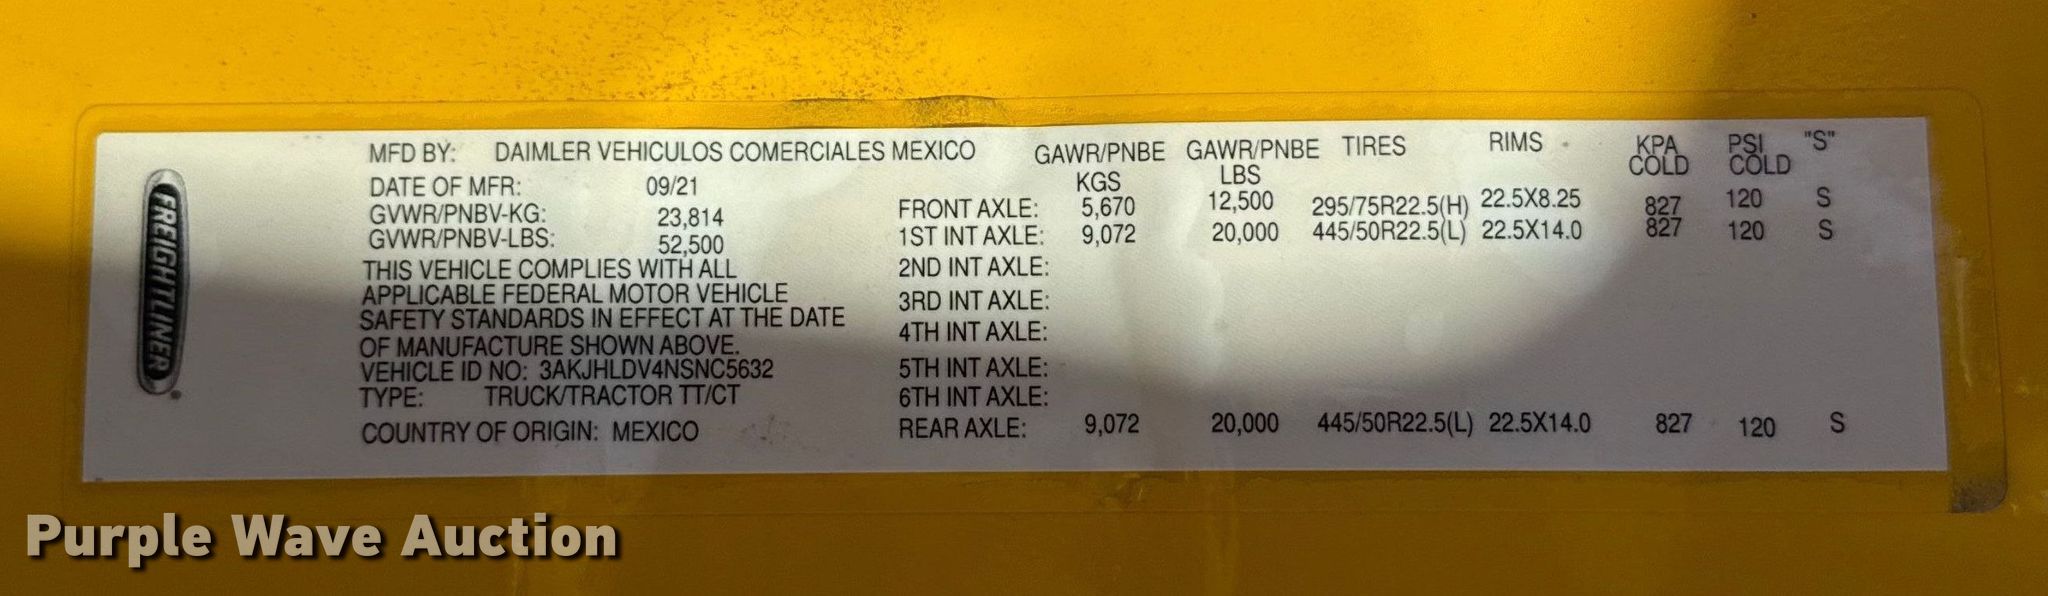 FREIGHTLINER
MFD BY: DAIMLER VEHICULOS COMERCIALES MEXICO
DATE OF MFR: 09/21
GVWR/PNBV-KG: 23,814
GVWR/PNBV-LBS: 52,500
THIS VEHICLE COMPLIES WITH ALL
APPLICABLE FEDERAL MOTOR VEHICLE
SAFETY STANDARDS IN EFFECT AT THE DATE
OF MANUFACTURE SHOWN ABOVE.
VEHICLE ID NO: 3AKJHLDV4NSNC5632
TYPE: TRUCK/TRACTOR TT/CT
COUNTRY OF ORIGIN: MEXICO
GAWR/PNBE KGS GAWR/PNBE LBS TIRES RIMS KPA COLD PSI COLD "S"
FRONT AXLE: 5,670 12,500 295/75R22.5(H) 22.5X8.25 827 120 S
1ST INT AXLE: 9,072 20,000 445/50R22.5(L) 22.5X14.0 827 120 S
2ND INT AXLE:
3RD INT AXLE:
4TH INT AXLE:
5TH INT AXLE:
6TH INT AXLE:
REAR AXLE: 9,072 20,000 445/50R22.5(L) 22.5X14.0 827 120 S
Purple Wave Auction